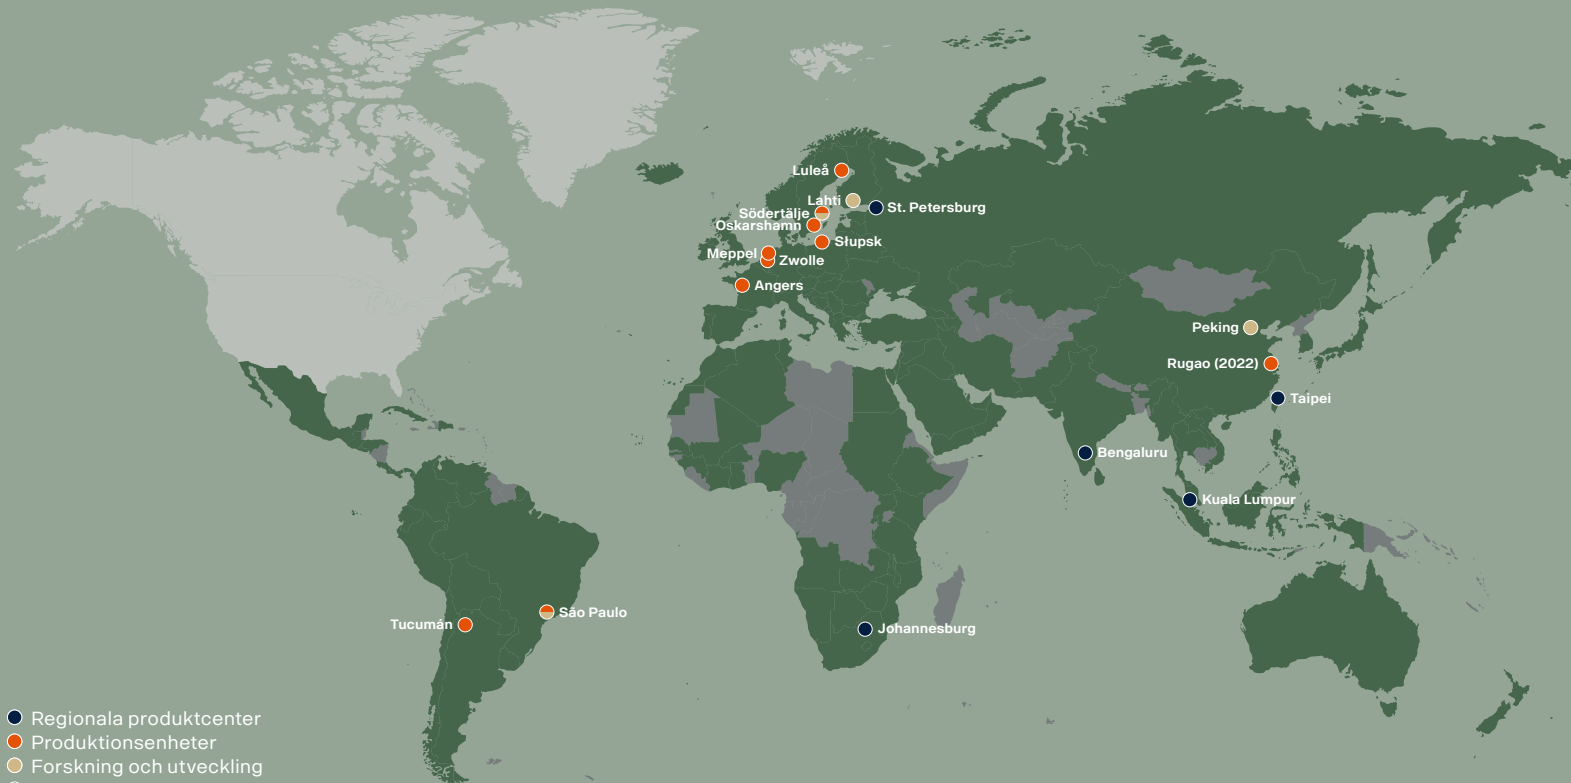 Luleå
Lahti
St. Petersburg
Södertälje
Oskarshamn
Słupsk
Meppel
Zwolle
Angers
Peking
Rugao (2022)
Taipei
Bengaluru
Kuala Lumpur
São Paulo
Tucumán
Johannesburg
Regionala produktcenter
Produktionsenheter
Forskning och utveckling